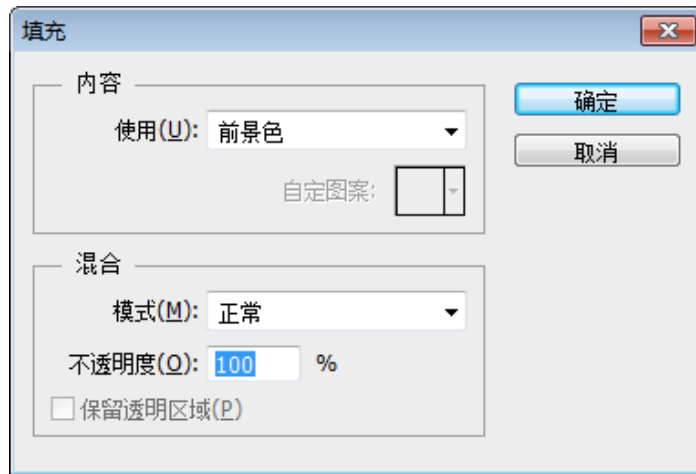 填充
内容
确定
使用(U): 前景色
取消
自定图案:
混合
模式(M): 正常
不透明度(O): 100 %
保留透明区域(P)